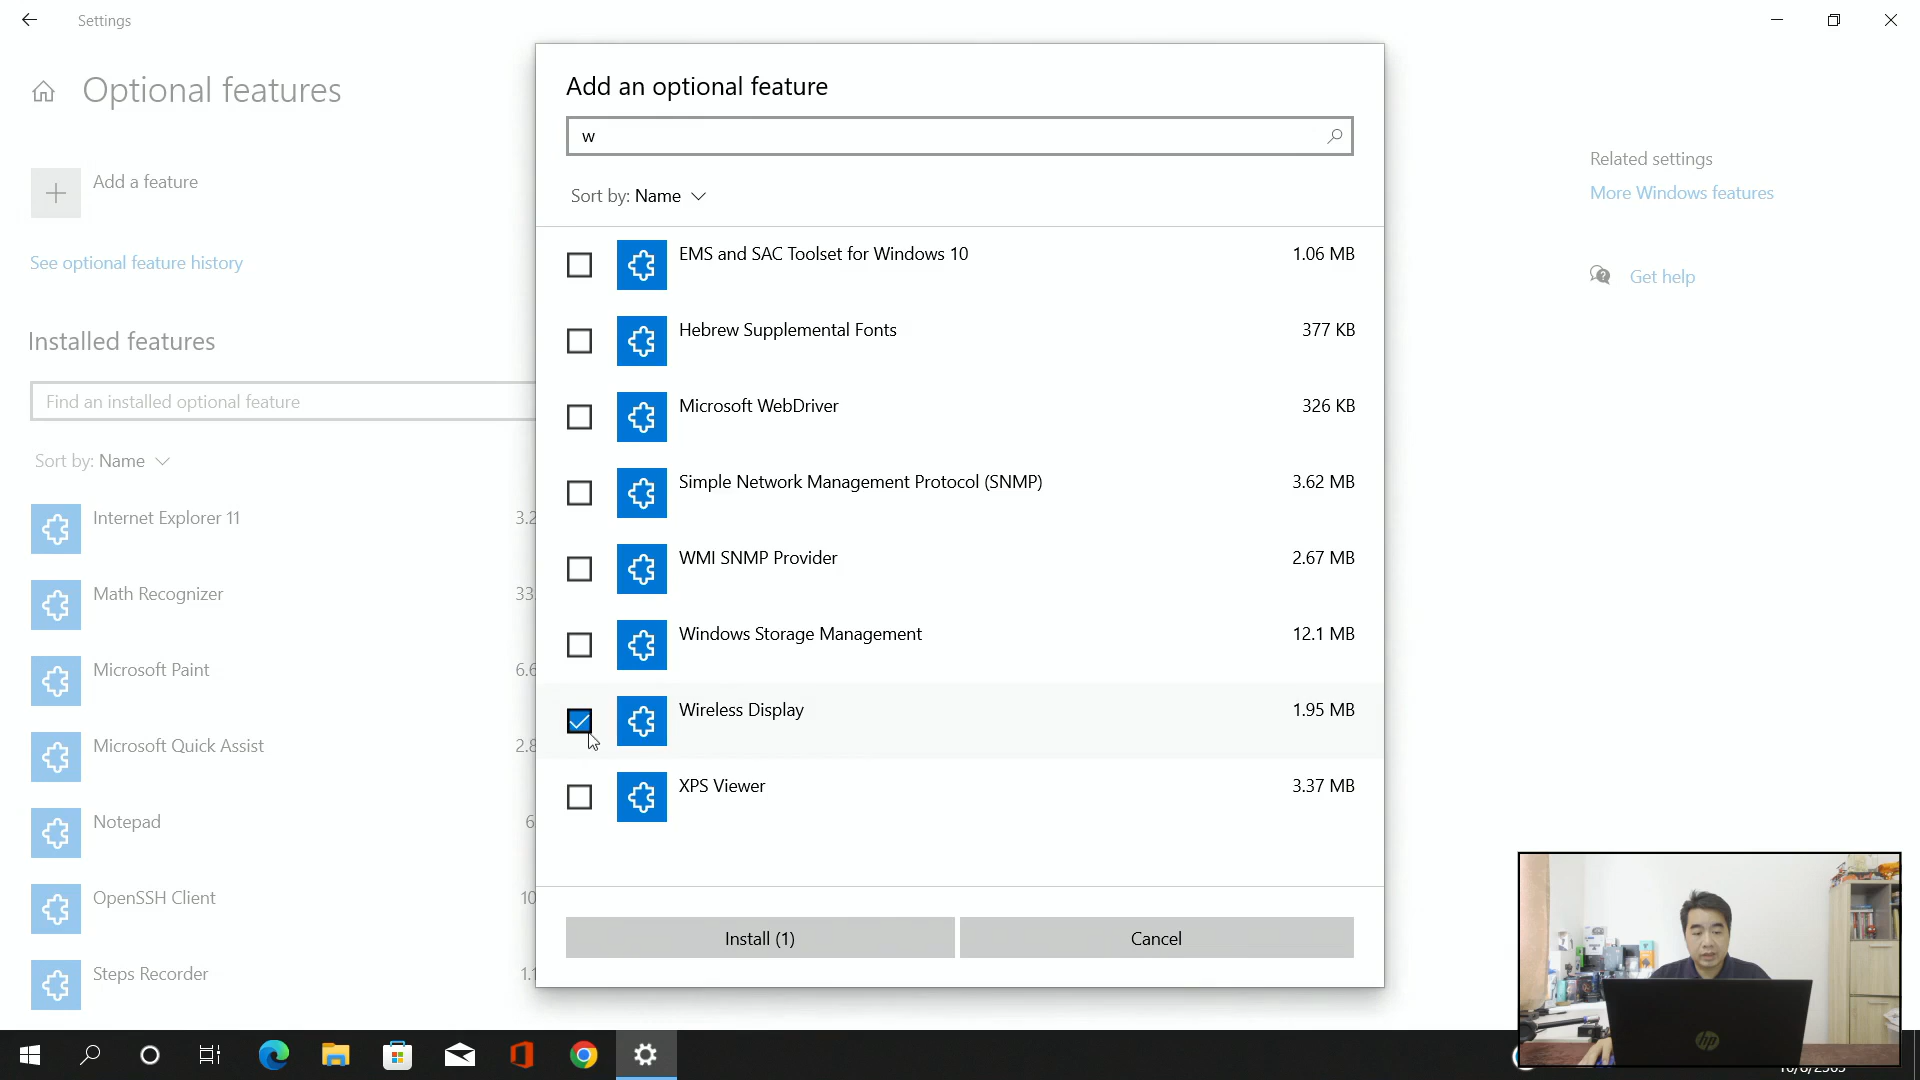 Settings
Optional features
Add a feature
See optional feature history
Installed features
Find an installed optional feature
Sort by: Name
Internet Explorer 11
Math Recognizer
Microsoft Paint
Microsoft Quick Assist
Notepad
OpenSSH Client
Steps Recorder
Add an optional feature
w
Sort by: Name
EMS and SAC Toolset for Windows 10 1.06 MB
Hebrew Supplemental Fonts 377 KB
Microsoft WebDriver 326 KB
Simple Network Management Protocol (SNMP) 3.62 MB
WMI SNMP Provider 2.67 MB
Windows Storage Management 12.1 MB
Wireless Display 1.95 MB
XPS Viewer 3.37 MB
Install (1)
Cancel
Related settings
More Windows features
Get help
hp